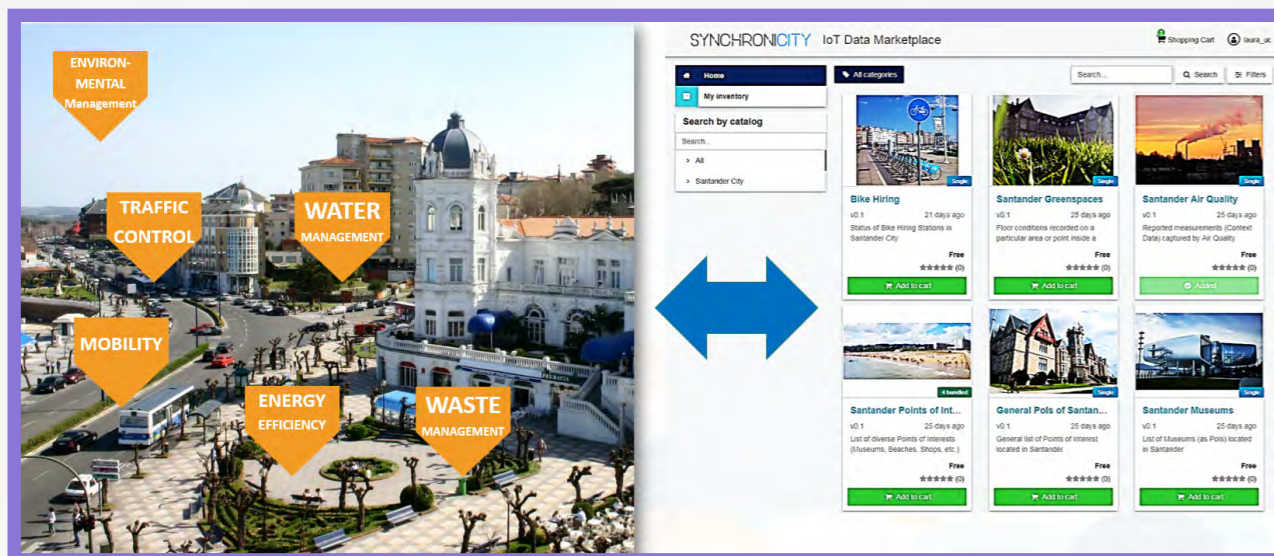 ENVIRON-
MENTAL
Management
TRAFFIC
CONTROL
WATER
MANAGEMENT
MOBILITY
ENERGY
EFFICIENCY
WASTE
MANAGEMENT
SYNCHRONICITY IoT Data Marketplace
Shopping Cart laura_uc
Home
My inventory
Search by catalog
Search...
All
Santander City
All categories
Search...
Search
Filters
Single
Bike Hiring
v0.1 21 days ago
Status of Bike Hiring Stations in
Santander City
Free
(0)
Add to cart
Single
Santander Greenspaces
v0.1 25 days ago
Floor conditions recorded on a
particular area or point inside a
Free
(0)
Add to cart
Single
Santander Air Quality
v0.1 25 days ago
Reported measurements (Context
Data) captured by Air Quality
Free
(0)
Added
4 bundled
Santander Points of Int...
v0.1 25 days ago
List of diverse Points of Interests
(Museums, Beaches, Shops, etc.)
Free
(0)
Add to cart
Single
General PoIs of Santan...
v0.1 25 days ago
General list of Points of Interest
located in Santander
Free
(0)
Add to cart
Single
Santander Museums
v0.1 25 days ago
List of Museums (as PoIs) located
in Santander
Free
(0)
Add to cart